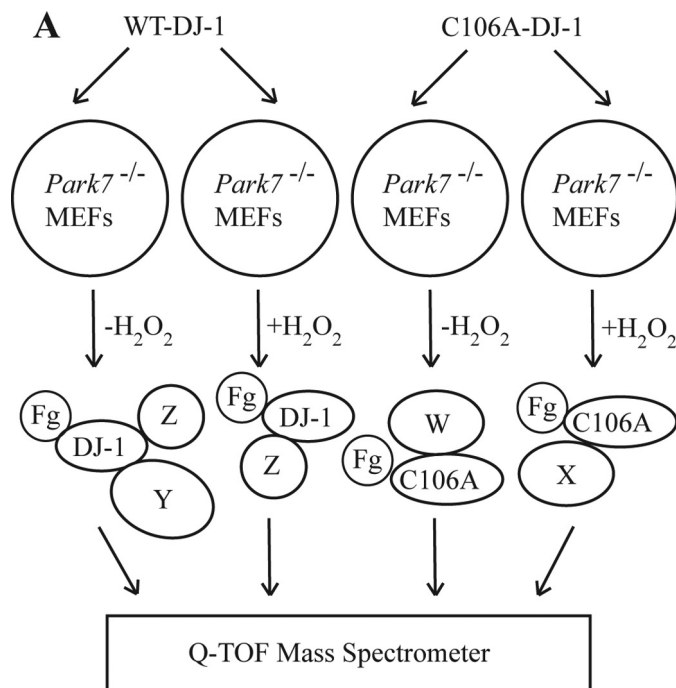 A
WT-DJ-1 C106A-DJ-1
Park7 -/- MEFs
Park7 -/- MEFs
Park7 -/- MEFs
Park7 -/- MEFs
-H₂O₂ +H₂O₂ -H₂O₂ +H₂O₂
Fg DJ-1 Z Y
Fg DJ-1 Z
W Fg C106A
Fg C106A X
Q-TOF Mass Spectrometer